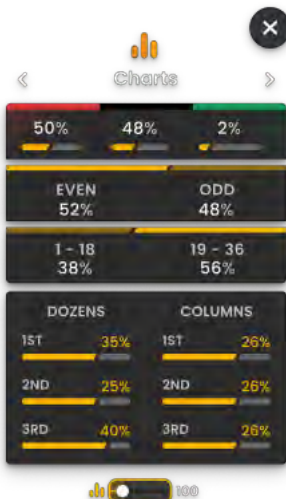 Charts
50% 48% 2%
EVEN ODD
52% 48%
1 - 18 19 - 36
38% 56%
DOZENS COLUMNS
1ST 35% 1ST 26%
2ND 25% 2ND 26%
3RD 40% 3RD 26%
100